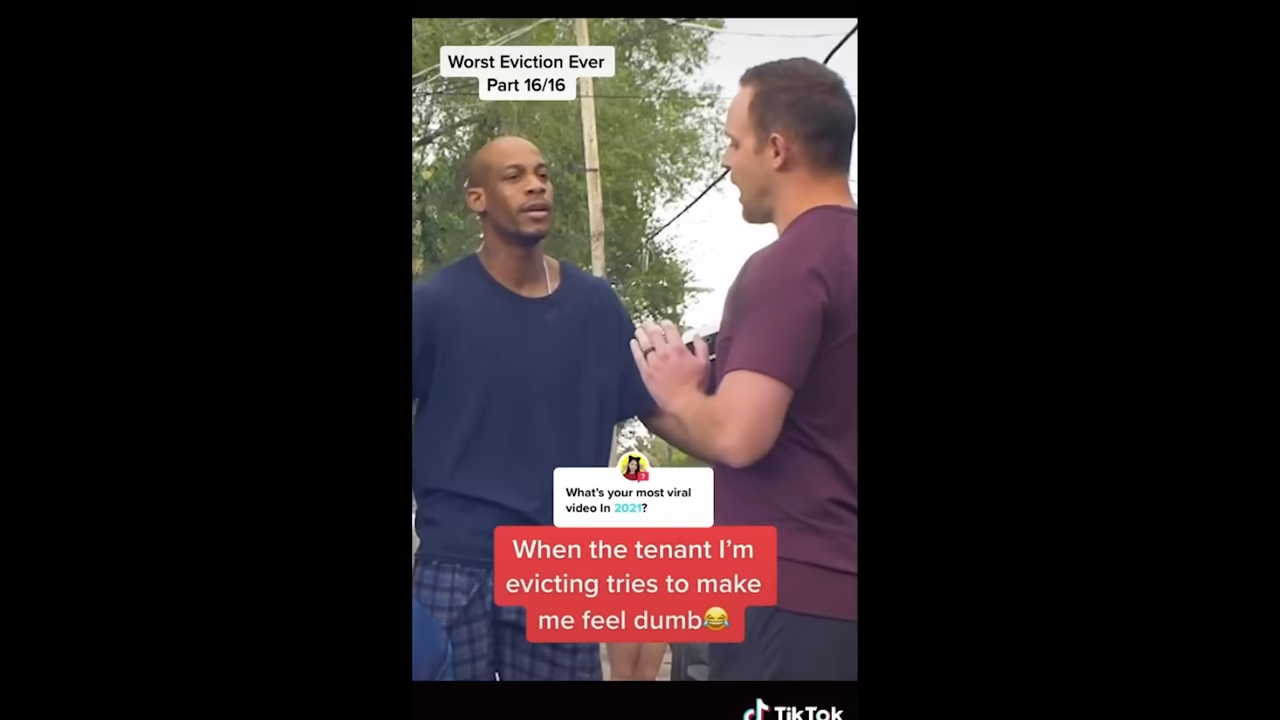 Worst Eviction Ever
Part 16/16
What's your most viral
video In 2021?
When the tenant I'm
evicting tries to make
me feel dumb😂
TikTok